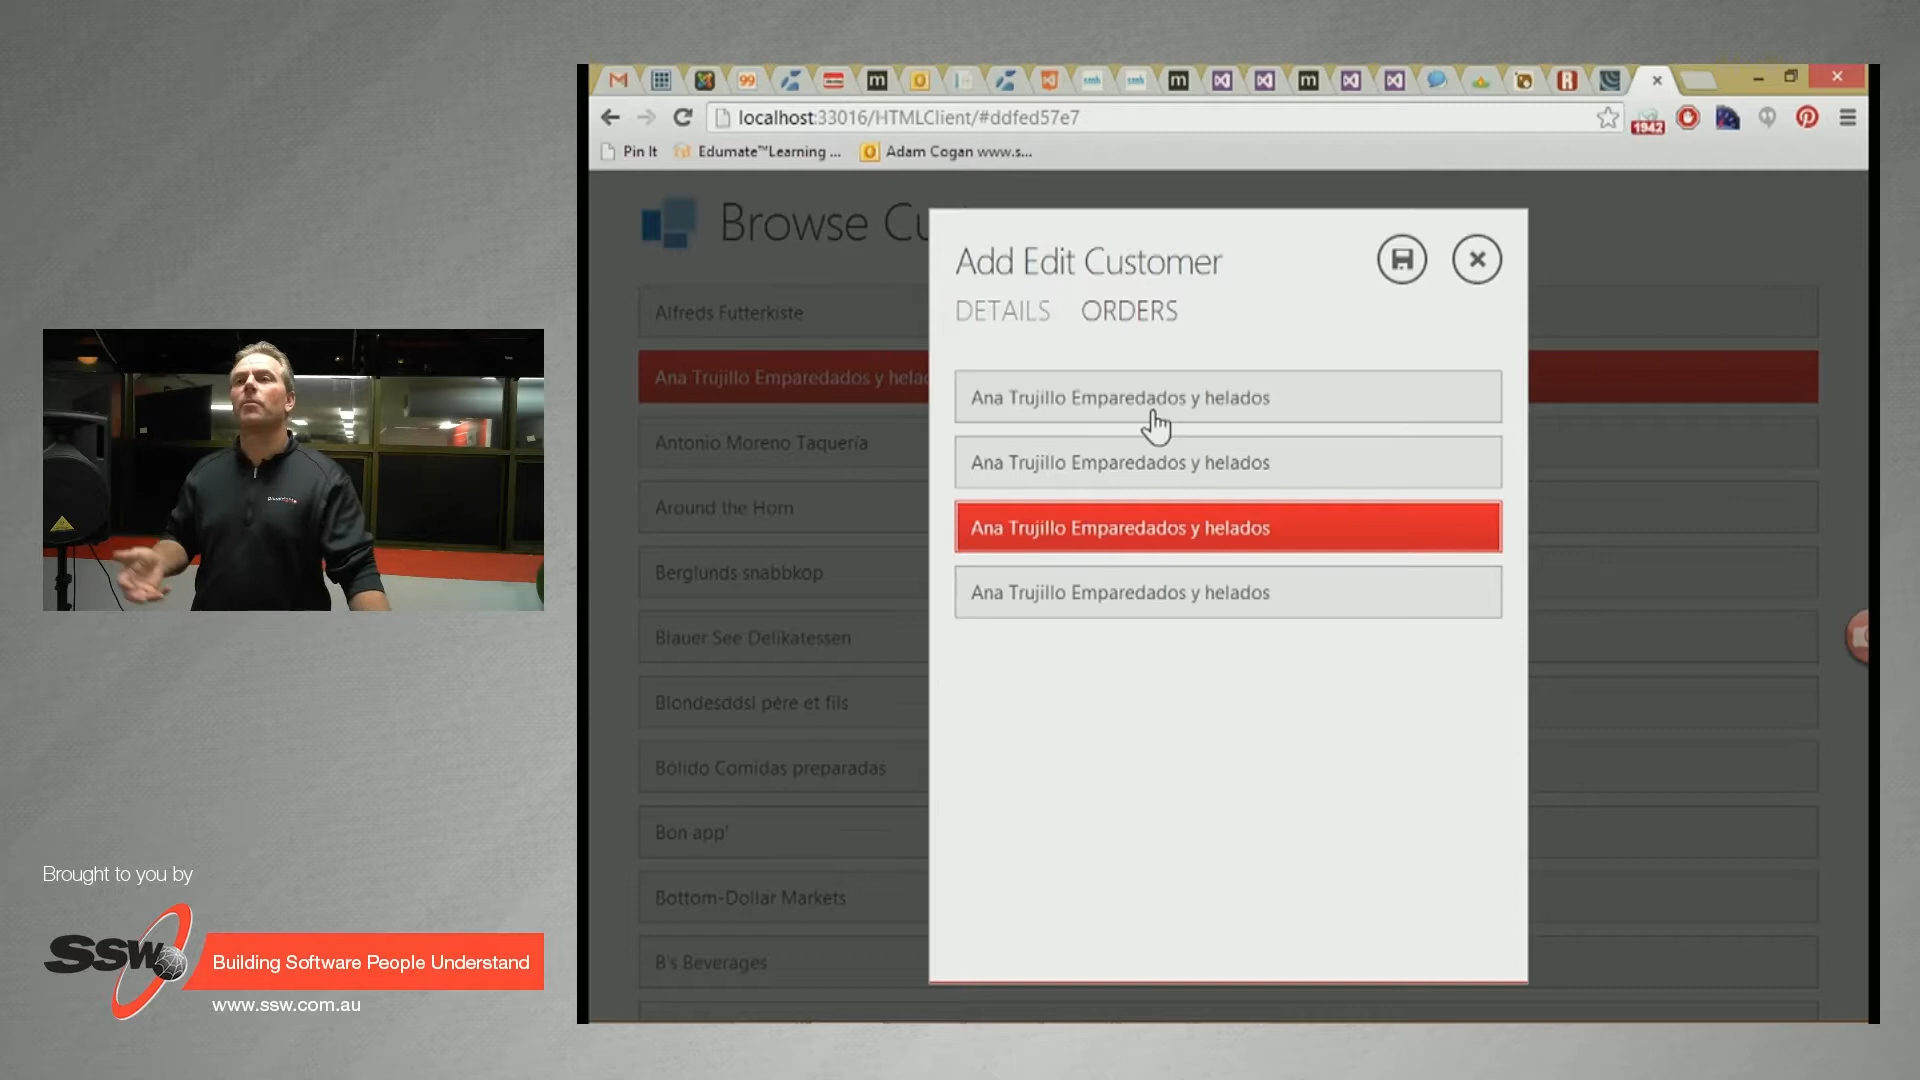 localhost:33016/HTMLClient/#ddfed57e7
1942
Pin It
Edumate™Learning ...
Adam Cogan www.s...
Browse Cu
Add Edit Customer
DETAILS
ORDERS
Alfreds Futterkiste
Ana Trujillo Emparedados y helad
Antonio Moreno Taquería
Around the Horn
Berglunds snabbkop
Blauer See Delikatessen
Blondesddsl père et fils
Bólido Comidas preparadas
Bon app'
Bottom-Dollar Markets
B's Beverages
Ana Trujillo Emparedados y helados
Ana Trujillo Emparedados y helados
Ana Trujillo Emparedados y helados
Ana Trujillo Emparedados y helados
Brought to you by
SSW
Building Software People Understand
www.ssw.com.au